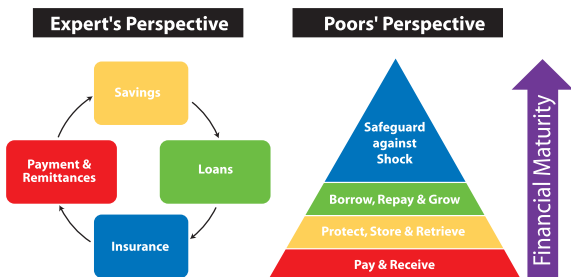 Expert's Perspective
Poors' Perspective
Savings
Payment &
Remittances
Loans
Insurance
Safeguard
against
Shock
Borrow, Repay & Grow
Protect, Store & Retrieve
Pay & Receive
Financial Maturity